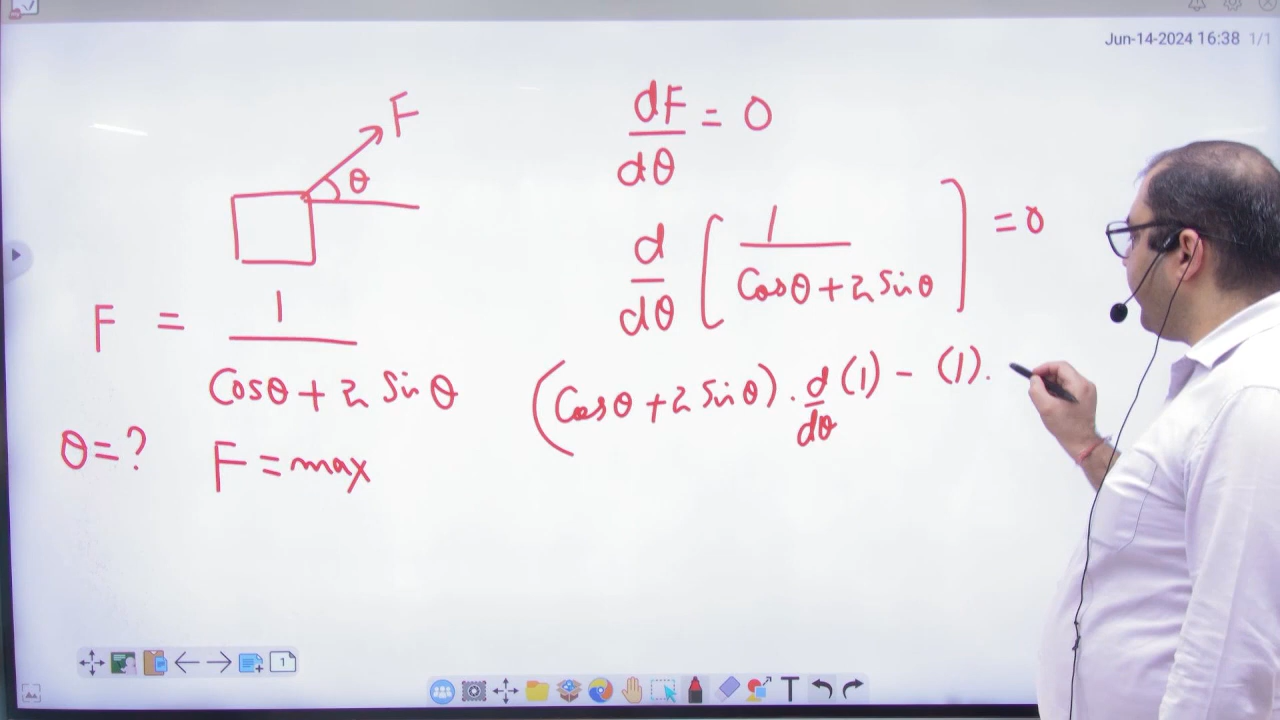 Jun-14-2024 16:38 1/1
F
θ
F = 1 / (Cosθ + 2 Sinθ)
θ = ? F = max
dF/dθ = 0
d/dθ [ 1 / (Cosθ + 2 Sinθ) ] = 0
(Cosθ + 2 Sinθ) . d/dθ (1) - (1).
1
T